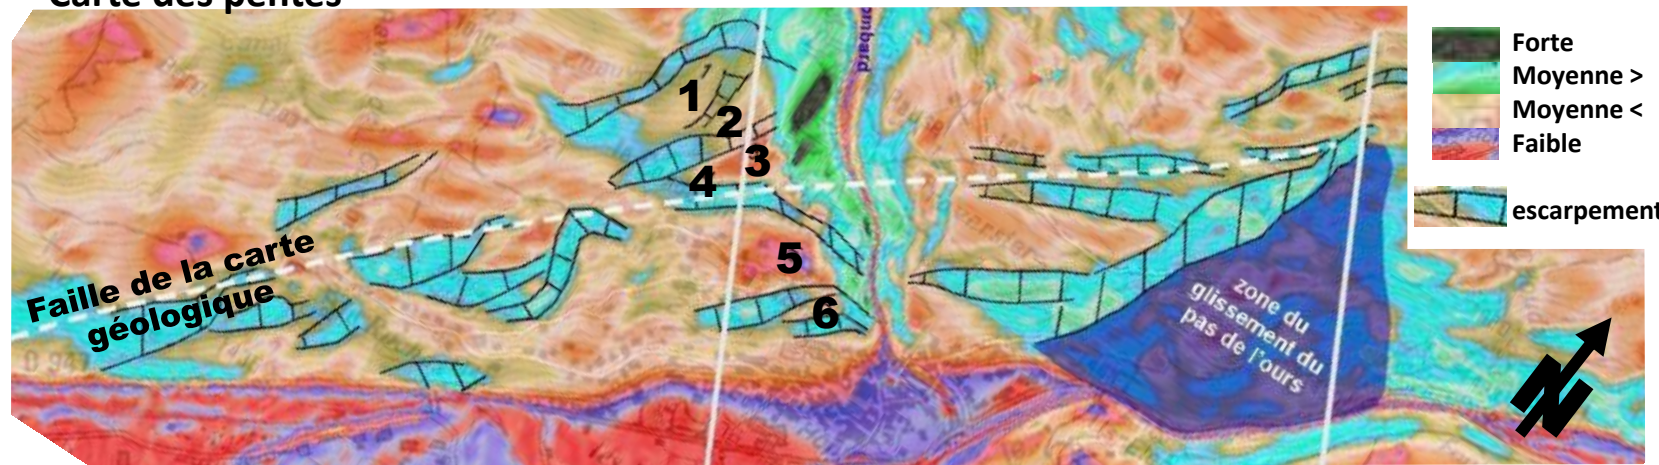 Carte des pentes
Forte
Moyenne >
Moyenne <
Faible
escarpement
1
2
3
4
5
6
Faille de la carte
géologique
zone du
glissement du
pas de l'ours
N